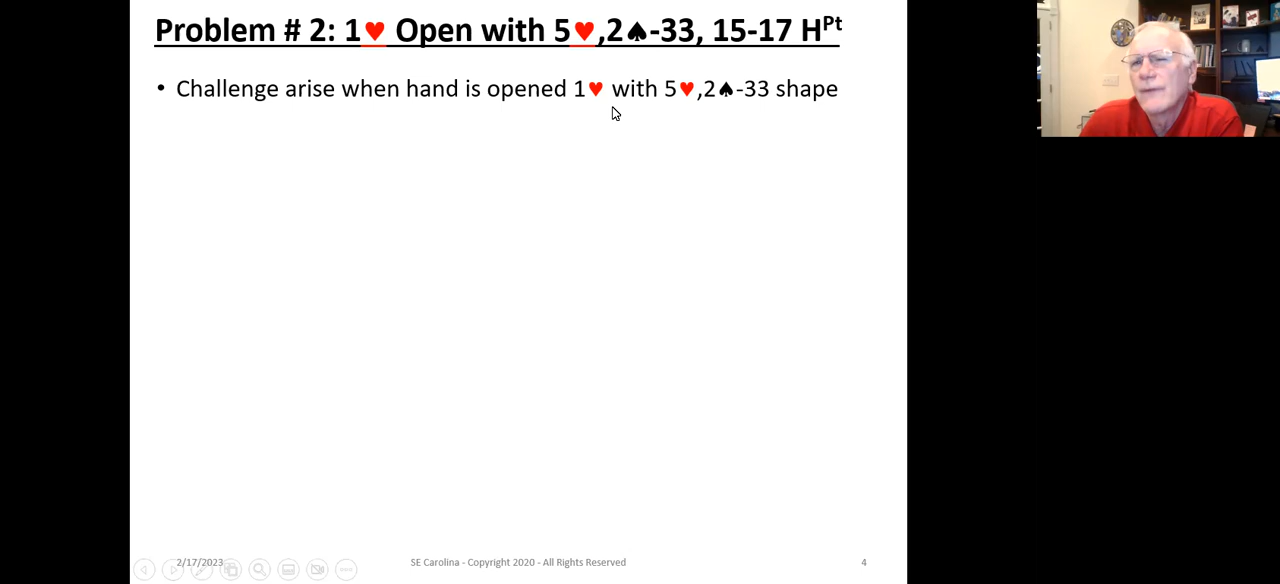 Problem # 2: 1♥ Open with 5♥,2♠-33, 15-17 Hᴾᵗ
• Challenge arise when hand is opened 1♥ with 5♥,2♠-33 shape
2/17/2023
SE Carolina - Copyright 2020 - All Rights Reserved
4